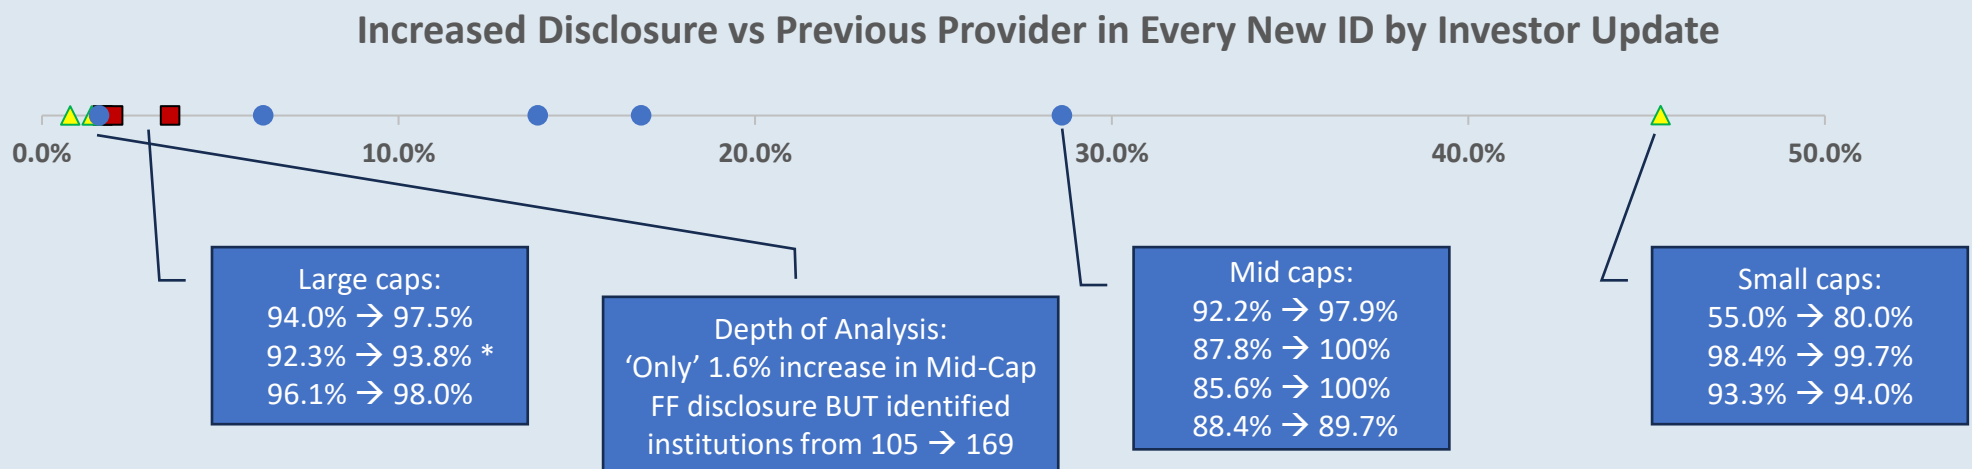 Increased Disclosure vs Previous Provider in Every New ID by Investor Update
0.0%
10.0%
20.0%
30.0%
40.0%
50.0%
Large caps:
94.0% → 97.5%
92.3% → 93.8% *
96.1% → 98.0%
Depth of Analysis:
‘Only’ 1.6% increase in Mid-Cap
FF disclosure BUT identified
institutions from 105 → 169
Mid caps:
92.2% → 97.9%
87.8% → 100%
85.6% → 100%
88.4% → 89.7%
Small caps:
55.0% → 80.0%
98.4% → 99.7%
93.3% → 94.0%